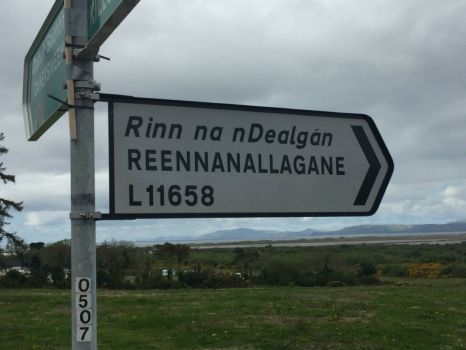 Rinn na nDealgán
REENNANALLAGANE
L11658
0507